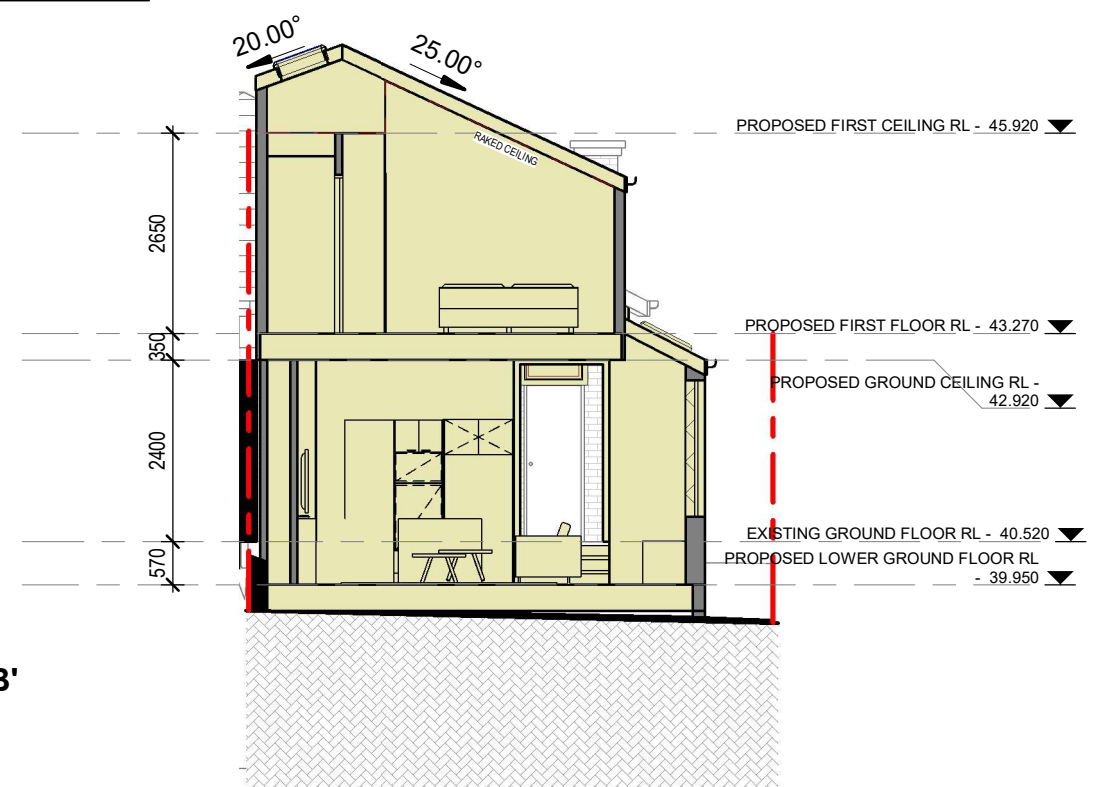 20.00°
25.00°
RAKED CEILING
PROPOSED FIRST CEILING RL - 45.920
2650
PROPOSED FIRST FLOOR RL - 43.270
350
PROPOSED GROUND CEILING RL -
42.920
2400
EXISTING GROUND FLOOR RL - 40.520
570
PROPOSED LOWER GROUND FLOOR RL
- 39.950
B'